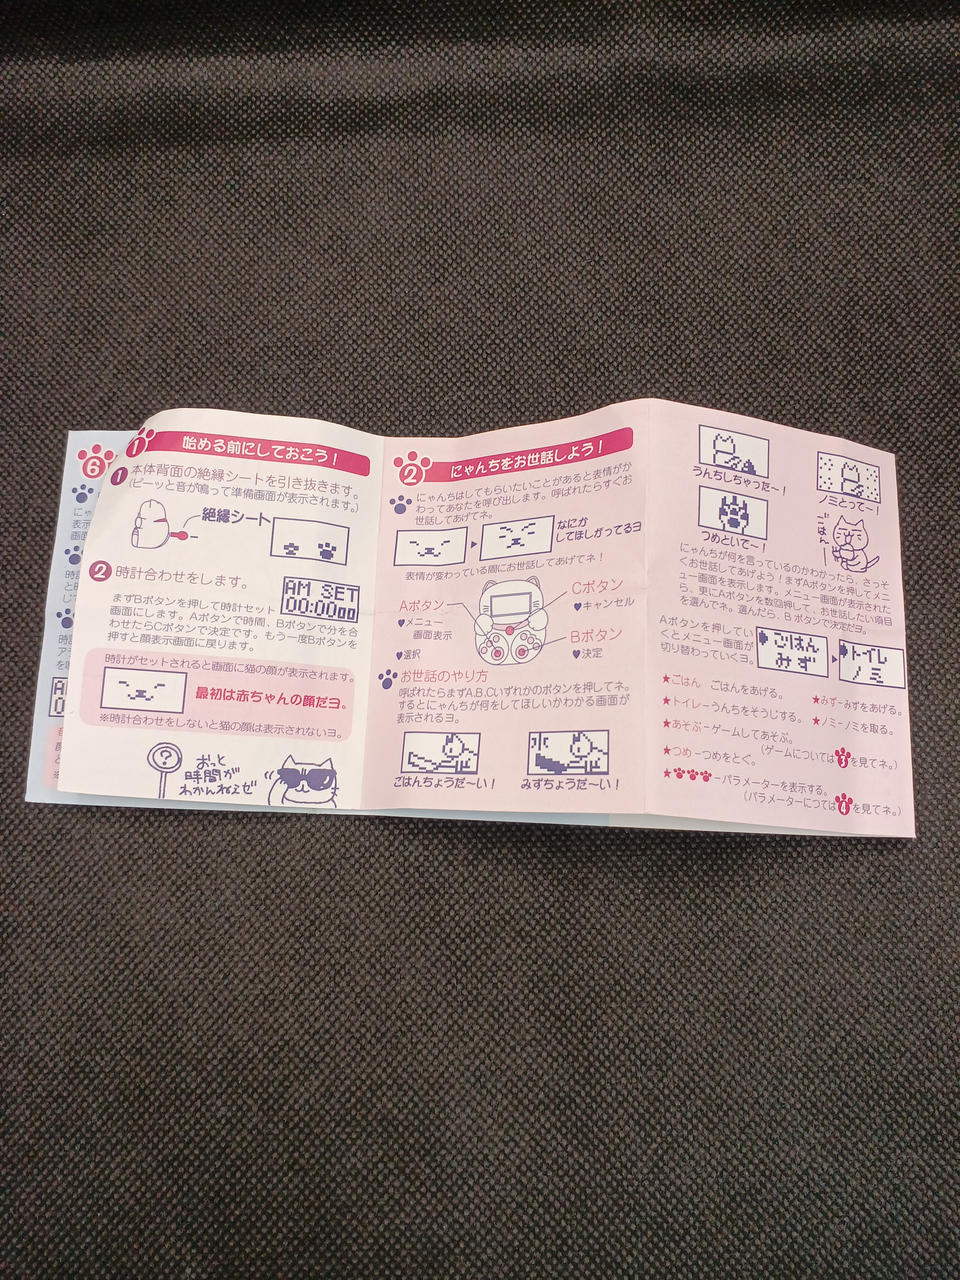 6
1 始める前にしておこう！
1 本体背面の絶縁シートを引き抜きます。
(ピーッと音が鳴って準備画面が表示されます。)
絶縁シート
2 時計合わせをします。
AM SET
00:00 00
まずBボタンを押して時計セット
画面にします。Aボタンで時間、Bボタンで分を合
わせたらCボタンで決定です。もう一度Bボタンを
押すと顔表示画面に戻ります。
時計がセットされると画面に猫の顔が表示されます。
最初は赤ちゃんの顔だヨ。
※時計合わせをしないと猫の顔は表示されないヨ。
?
おっと
時間が
わかんねぇぜ
2 にゃんちをお世話しよう！
にゃんちはしてもらいたいことがあると表情がか
わってあなたを呼び出します。呼ばれたらすぐお
世話してあげてネ。
なにか
してほしがってるヨ
表情が変わっている間にお世話してあげてネ！
Aボタン
♥メニュー
画面表示
♥選択
Cボタン
♥キャンセル
Bボタン
♥決定
お世話のやり方
呼ばれたらまずA.B.Cいずれかのボタンを押してネ。
するとにゃんちが何をしてほしいかわかる画面が
表示されるヨ。
ごはんちょうだ〜い！
水
みずちょうだ〜い！
うんちしちゃった〜！
ノミとって〜！
つめといで〜！
ごはん
にゃんちが何を言っているのかわかったら、さっそ
くお世話してあげよう！まずAボタンを押してメニ
ュー画面を表示します。メニュー画面が表示された
ら、更にAボタンを数回押して、お世話したい項目
を選んでネ。選んだら、Bボタンで決定だヨ。
Aボタンを押してい
くとメニュー画面が
切り替わっていくヨ。
ごはん
みず
トイレ
ノミ
★ごはん ごはんをあげる。
★みず−みずをあげる。
★トイレ−うんちをそうじする。
★ノミ−ノミを取る。
★あそぶ−ゲームしてあそぶ。
(ゲームについては3を見てネ。)
★つめ−つめをとぐ。
★−パラメーターを表示する。
(パラメーターにつては4を見てネ。)